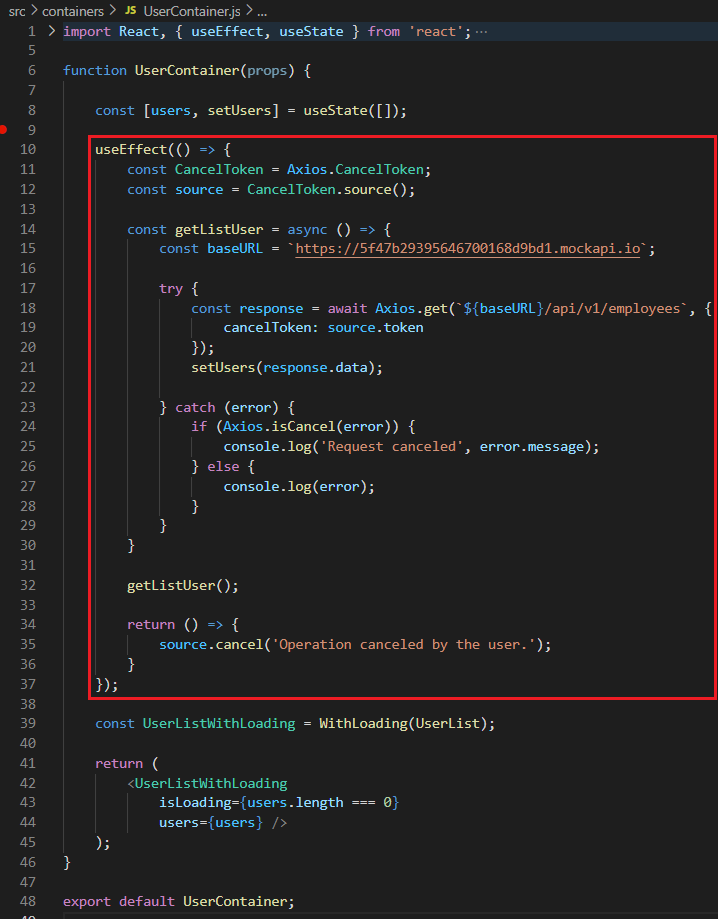 src > containers > JS UserContainer.js > ...
1 > import React, { useEffect, useState } from 'react'; ...
5
6 function UserContainer(props) {
7
8     const [users, setUsers] = useState([]);
9
10     useEffect(() => {
11         const CancelToken = Axios.CancelToken;
12         const source = CancelToken.source();
13
14         const getListUser = async () => {
15             const baseURL = `https://5f47b29395646700168d9bd1.mockapi.io`;
16
17             try {
18                 const response = await Axios.get(`${baseURL}/api/v1/employees`, {
19                     cancelToken: source.token
20                 });
21                 setUsers(response.data);
22
23             } catch (error) {
24                 if (Axios.isCancel(error)) {
25                     console.log('Request canceled', error.message);
26                 } else {
27                     console.log(error);
28                 }
29             }
30         }
31
32         getListUser();
33
34         return () => {
35             source.cancel('Operation canceled by the user.');
36         }
37     });
38
39     const UserListWithLoading = WithLoading(UserList);
40
41     return (
42         <UserListWithLoading
43             isLoading={users.length === 0}
44             users={users} />
45     );
46 }
47
48 export default UserContainer;